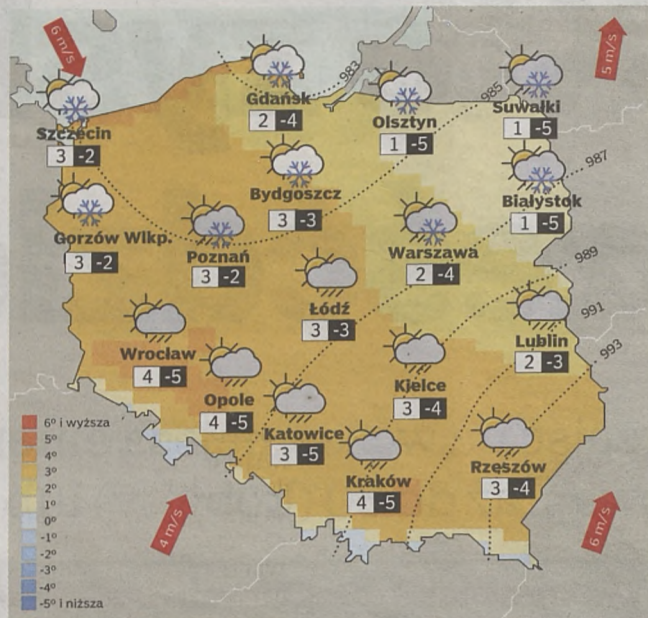 6 m/s
5 m/s
983
985
Gdańsk
2 -4
Olsztyn
1 -5
Suwałki
1 -5
Szczecin
3 -2
987
Bydgoszcz
3 -3
Białystok
1 -5
Gorzów Wlkp.
3 -2
Poznań
3 -2
Warszawa
2 -4
989
Łódź
3 -3
991
Lublin
2 -3
993
Wrocław
4 -5
Opole
4 -5
Kielce
3 -4
Katowice
3 -5
Kraków
4 -5
Rzeszów
3 -4
4 m/s
6 m/s
6° i wyższa
5°
4°
3°
2°
1°
0°
-1°
-2°
-3°
-4°
-5° i niższa